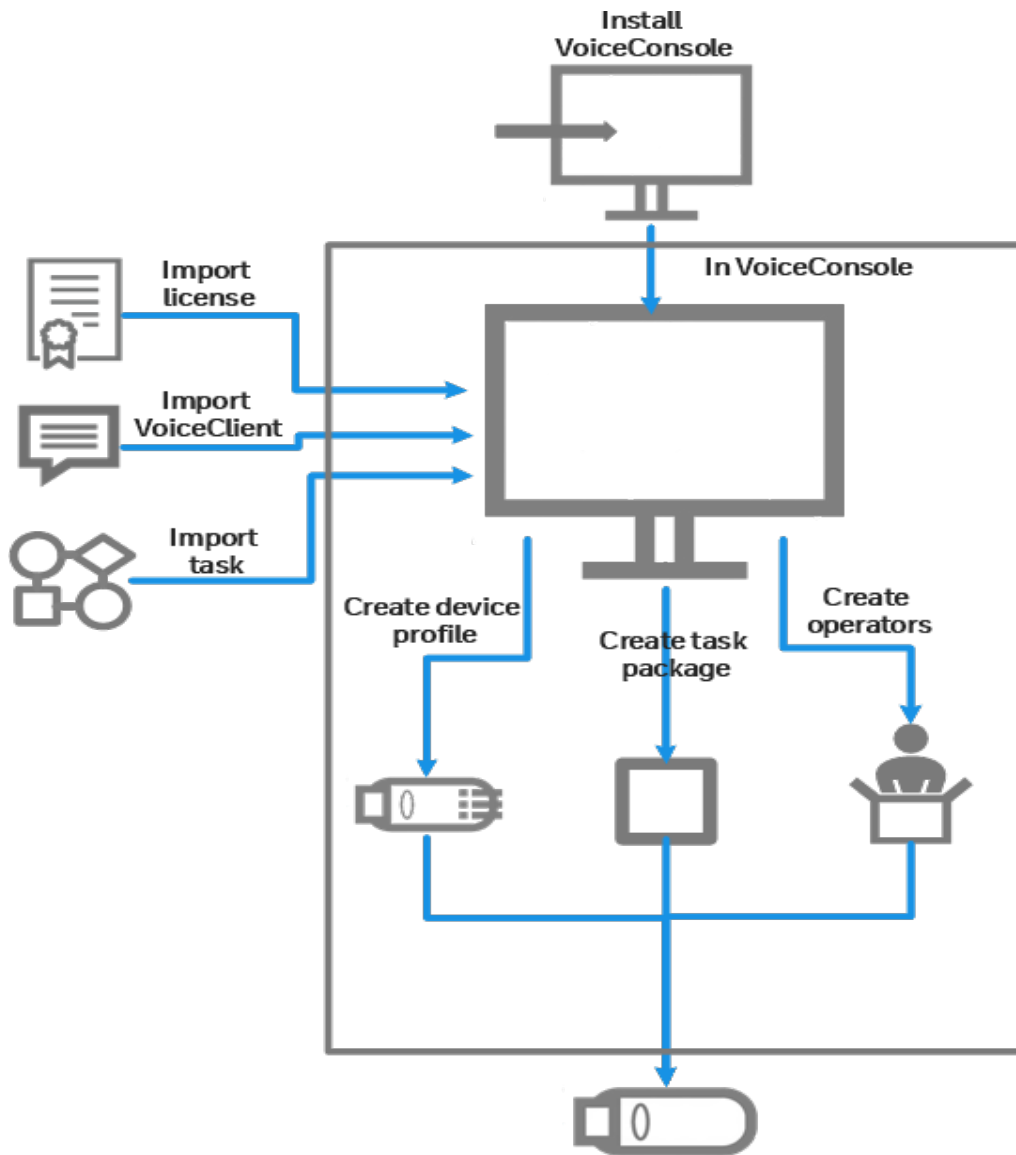 Install
VoiceConsole
In VoiceConsole
Import
license
Import
VoiceClient
Import
task
Create device
profile
Create task
package
Create
operators